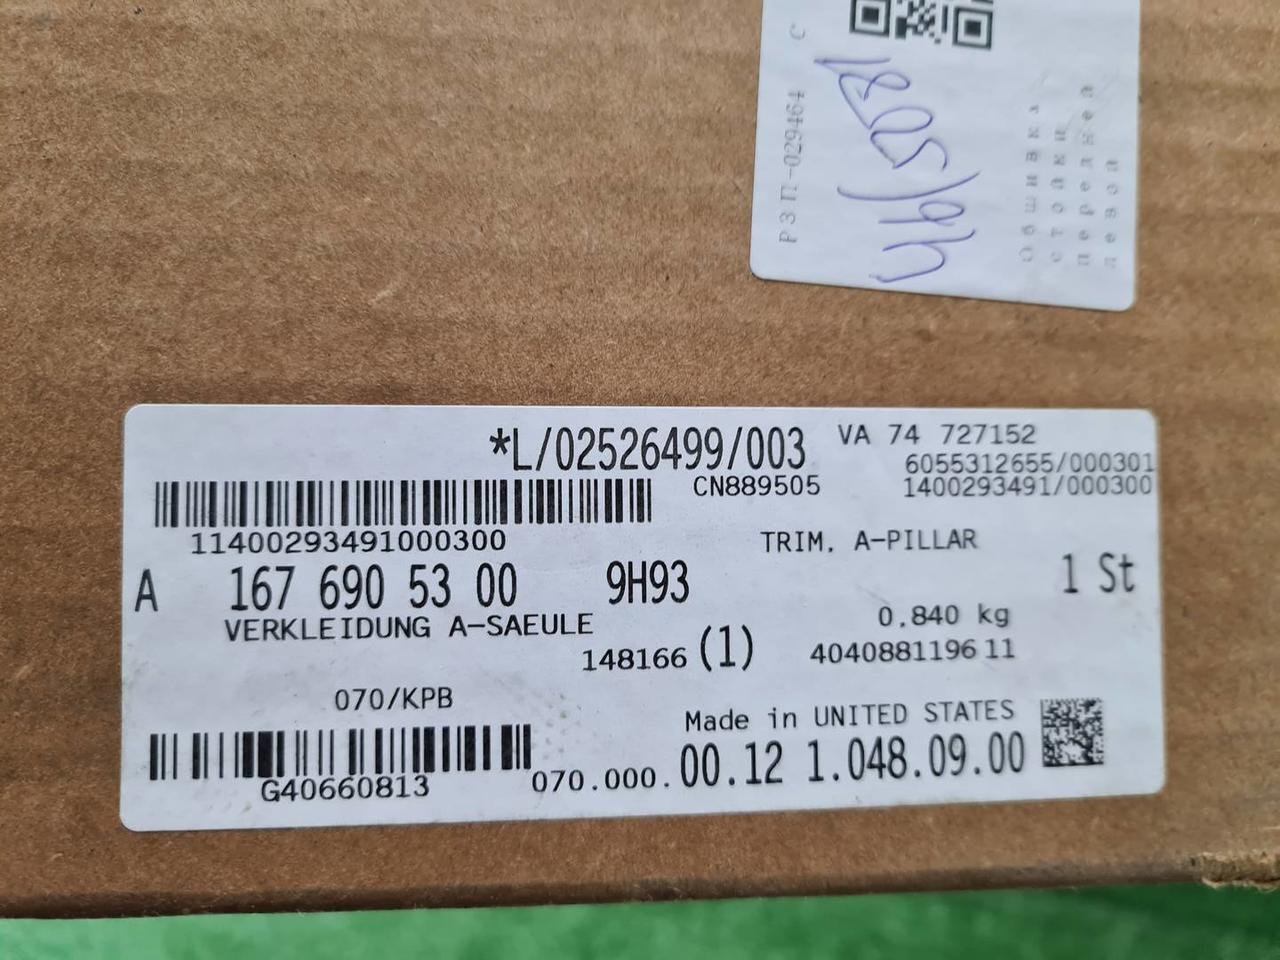 РЗП-029464 С
Обшивка
стойки
передней
левой
*L/02526499/003
VA 74 727152
6055312655/000301
CN889505
1400293491/000300
11400293491000300
TRIM, A-PILLAR
A 167 690 53 00 9H93
1 St
VERKLEIDUNG A-SAEULE
0,840 kg
148166 (1)
4040881196 11
070/KPB
Made in UNITED STATES
G40660813
070.000. 00.12 1.048.09.00